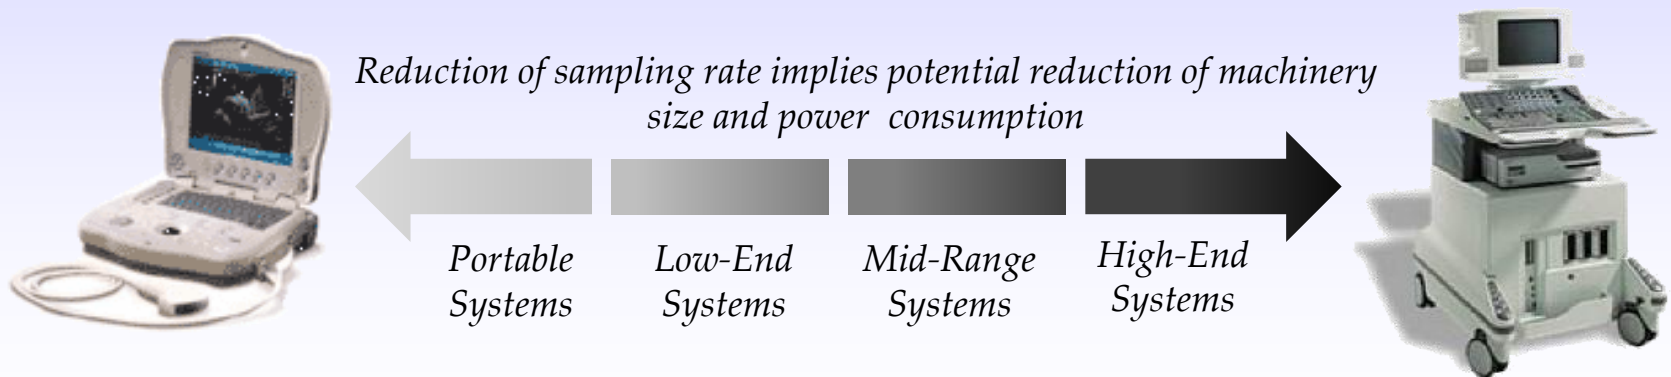 Reduction of sampling rate implies potential reduction of machinery
size and power consumption
Portable
Systems
Low-End
Systems
Mid-Range
Systems
High-End
Systems